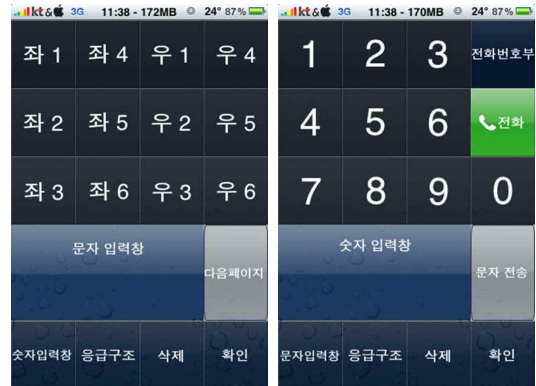 kt& 3G 11:38 - 172MB 24° 87%
좌 1 좌 4 우 1 우 4
좌 2 좌 5 우 2 우 5
좌 3 좌 6 우 3 우 6
문자 입력창
다음페이지
숫자입력창 응급구조 삭제 확인
kt& 3G 11:38 - 170MB 24° 87%
1 2 3 전화번호부
4 5 6 전화
7 8 9 0
숫자 입력창
문자 전송
문자입력창 응급구조 삭제 확인